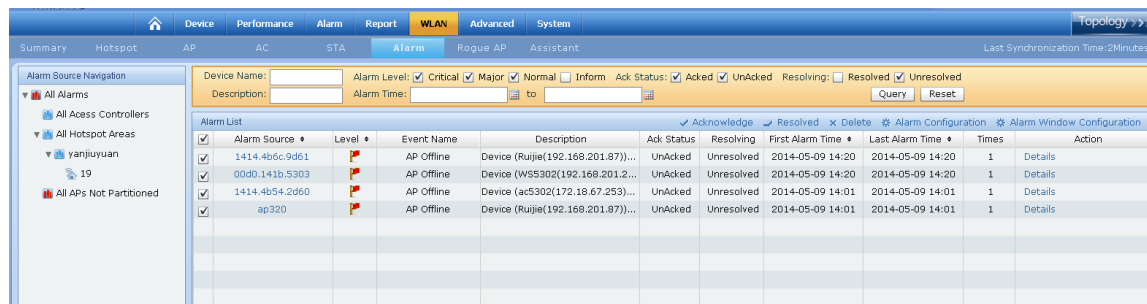 Device Performance Alarm Report WLAN Advanced System Topology >>
Summary Hotspot AP AC STA Alarm Rogue AP Assistant Last Synchronization Time:2Minutes
Alarm Source Navigation
All Alarms
All Acess Controllers
All Hotspot Areas
yanjiuyuan
19
All APs Not Partitioned
Device Name: Alarm Level: Critical Major Normal Inform Ack Status: Acked UnAcked Resolving: Resolved Unresolved
Description: Alarm Time: to Query Reset
Alarm List Acknowledge Resolved Delete Alarm Configuration Alarm Window Configuration
Alarm Source Level Event Name Description Ack Status Resolving First Alarm Time Last Alarm Time Times Action
1414.4b6c.9d61 AP Offline Device (Ruijie(192.168.201.87))... UnAcked Unresolved 2014-05-09 14:20 2014-05-09 14:20 1 Details
00d0.141b.5303 AP Offline Device (WS5302(192.168.201.2... UnAcked Unresolved 2014-05-09 14:20 2014-05-09 14:20 1 Details
1414.4b54.2d60 AP Offline Device (ac5302(172.18.67.253)... UnAcked Unresolved 2014-05-09 14:01 2014-05-09 14:01 1 Details
ap320 AP Offline Device (Ruijie(192.168.201.87))... UnAcked Unresolved 2014-05-09 14:01 2014-05-09 14:01 1 Details